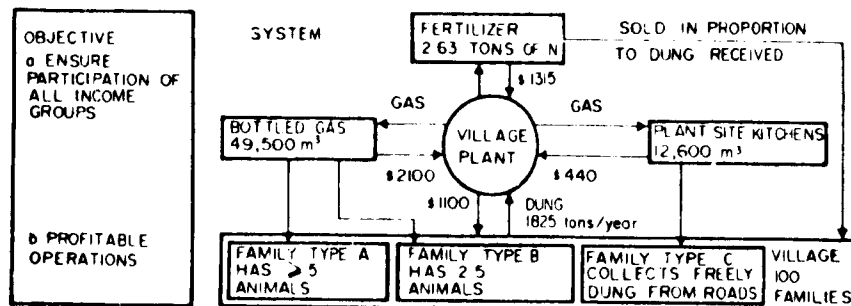 OBJECTIVE
a ENSURE
PARTICIPATION OF
ALL INCOME
GROUPS
b PROFITABLE
OPERATIONS
SYSTEM
FERTILIZER
2 63 TONS OF N
SOLD IN PROPORTION
TO DUNG RECEIVED
$1315
GAS
GAS
BOTTLED GAS
49,500 m³
VILLAGE
PLANT
PLANT SITE KITCHENS
12,600 m³
$2100
$440
$1100
DUNG
1825 tons/year
FAMILY TYPE A
HAS ⩾ 5
ANIMALS
FAMILY TYPE B
HAS 2 5
ANIMALS
FAMILY TYPE C
COLLECTS FREELY
DUNG FROM ROADS
VILLAGE
100
FAMILIES